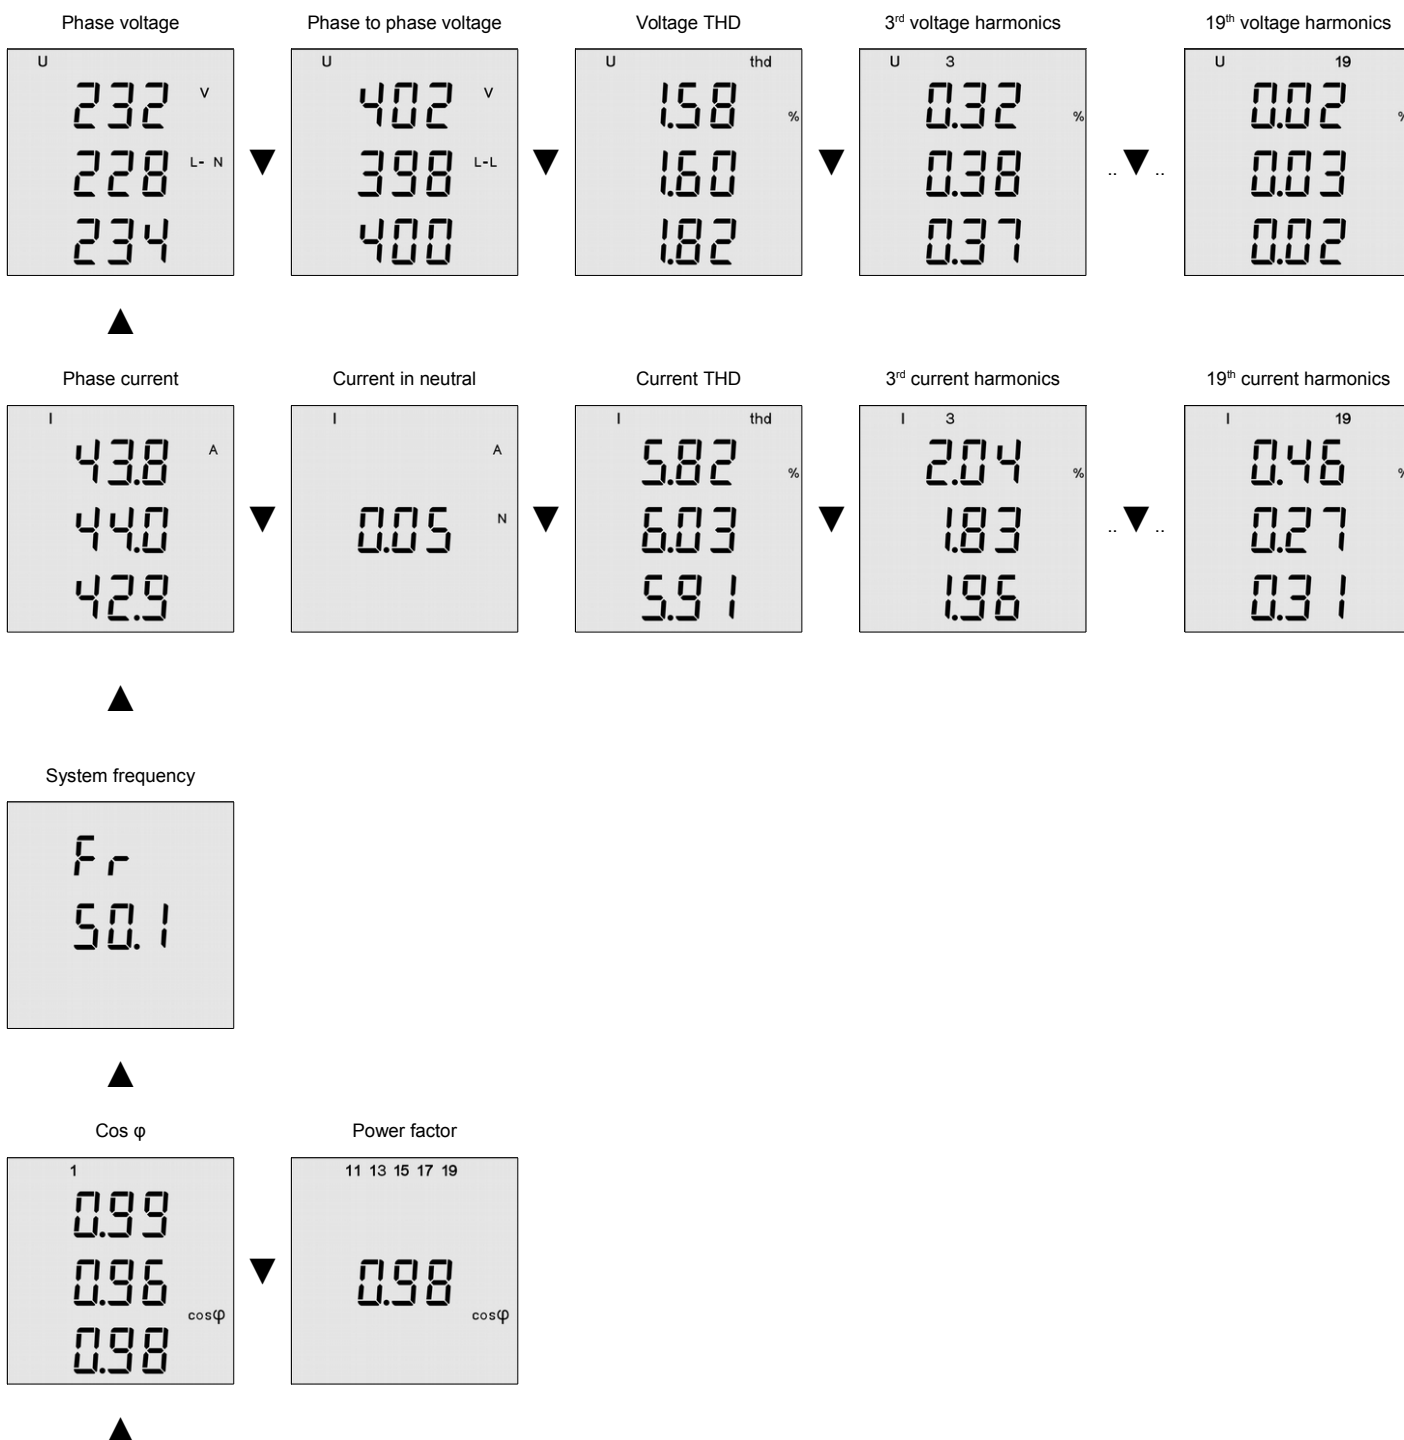 Phase voltage
Phase to phase voltage
Voltage THD
3rd voltage harmonics
19th voltage harmonics
U
232 V
228 L- N
234
U
402 V
398 L-L
400
U thd
1.58 %
1.60
1.82
U 3
0.32 %
0.38
0.37
U 19
0.02 %
0.03
0.02
.. ..
Phase current
Current in neutral
Current THD
3rd current harmonics
19th current harmonics
I
43.8 A
44.0
42.9
I
A
0.05 N
I thd
5.82 %
6.03
5.91
I 3
2.04 %
1.83
1.96
I 19
0.46 %
0.27
0.31
.. ..
System frequency
Fr
50.1
Cos φ
Power factor
1
0.99
0.96
cosφ
0.98
11 13 15 17 19
0.98
cosφ